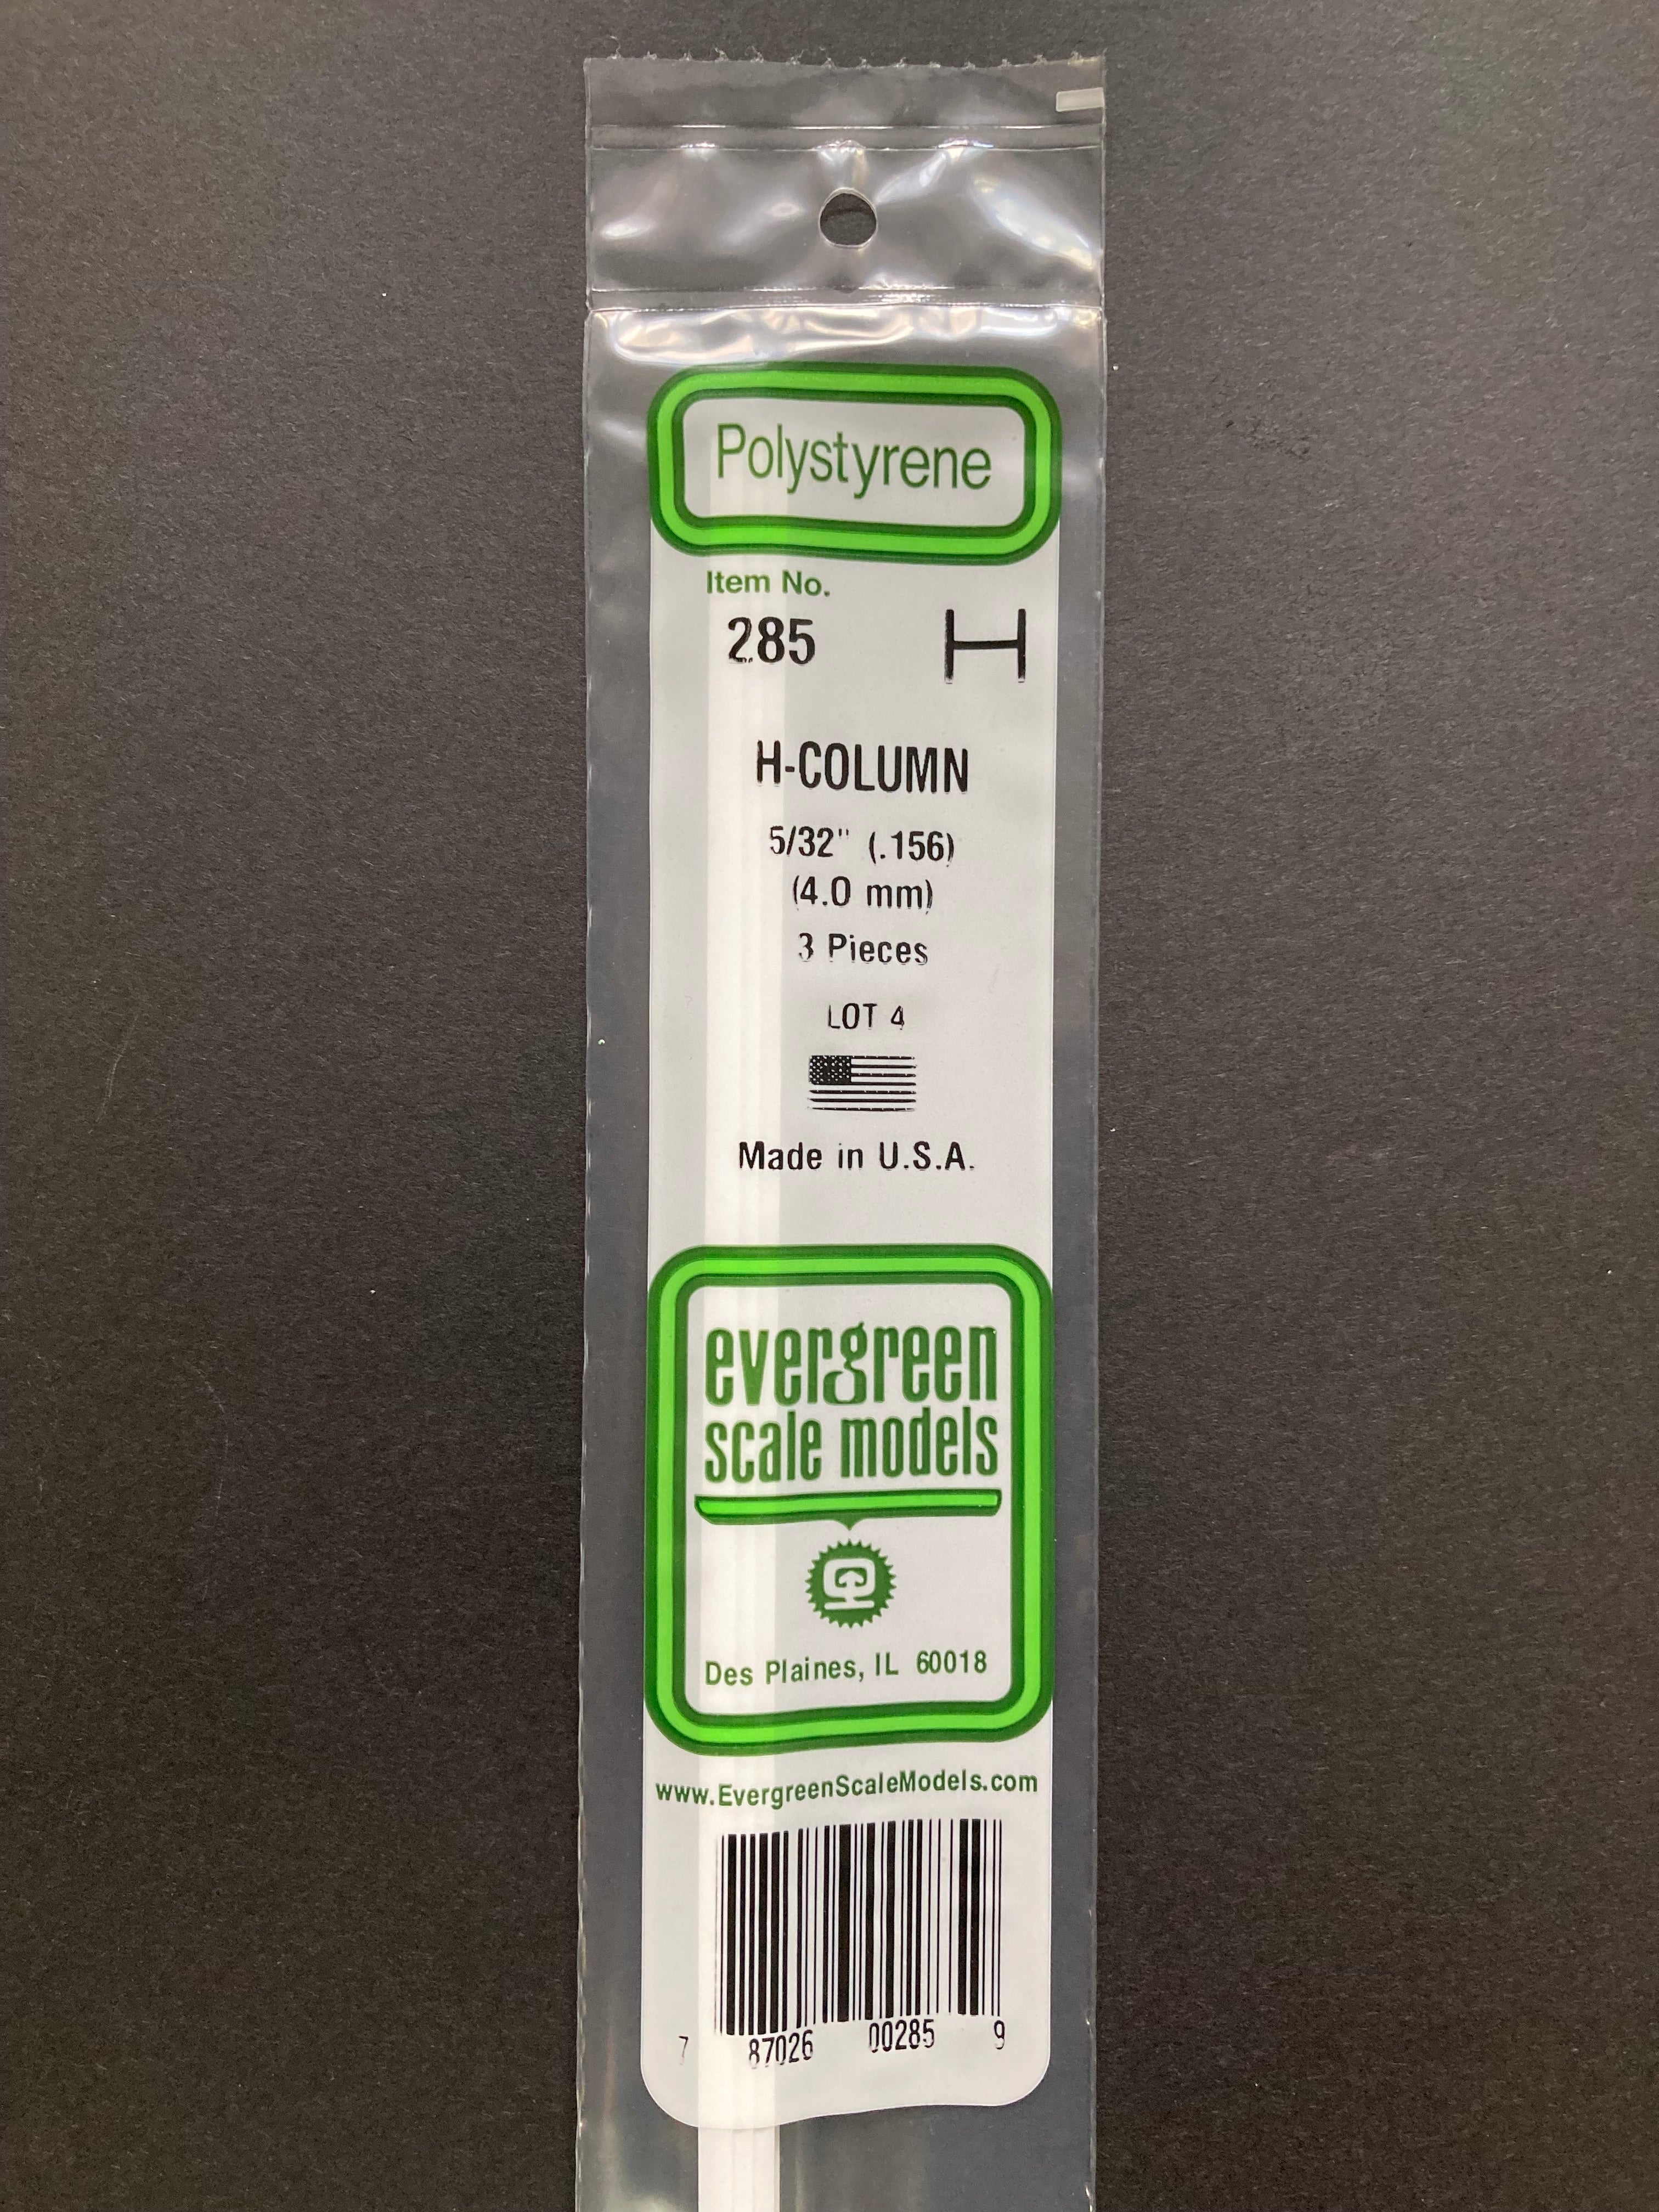 Polystyrene
Item No.
285
H-COLUMN
5/32" (.156)
(4.0 mm)
3 Pieces
LOT 4
Made in U.S.A.
evergreen
scale models
Des Plaines, IL 60018
www.EvergreenScaleModels.com
7 87026 00285 9